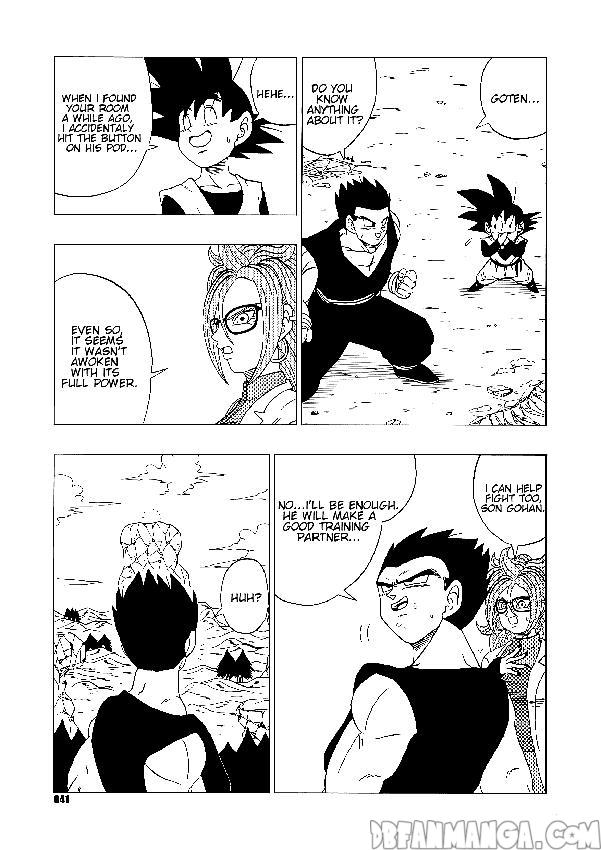 GOTEN...
DO YOU
KNOW
ANYTHING
ABOUT IT?
HEHE...
WHEN I FOUND
YOUR ROOM
A WHILE AGO,
I ACCIDENTALY
HIT THE BUTTON
ON HIS POD...
EVEN SO,
IT SEEMS
IT WASN'T
AWOKEN
WITH ITS
FULL POWER.
I CAN HELP
FIGHT TOO,
SON GOHAN.
NO...I'LL BE ENOUGH.
HE WILL MAKE A
GOOD TRAINING
PARTNER...
HUH?
041
DBFANMANGA.COM